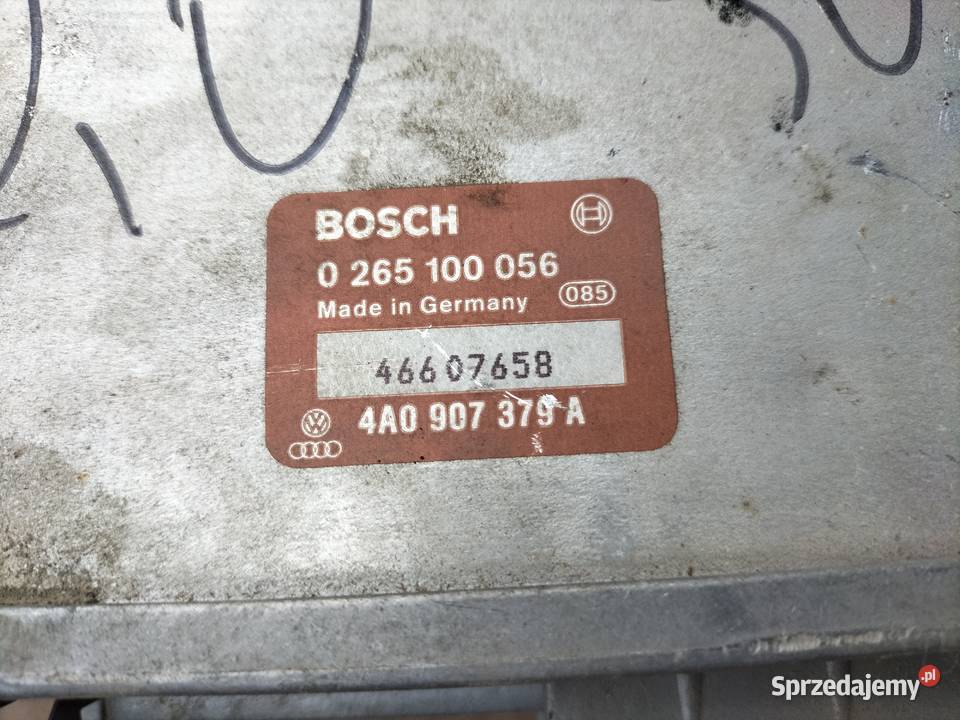 BOSCH
0 265 100 056
Made in Germany 085
46607658
4A0 907 379 A
Sprzedajemy.pl